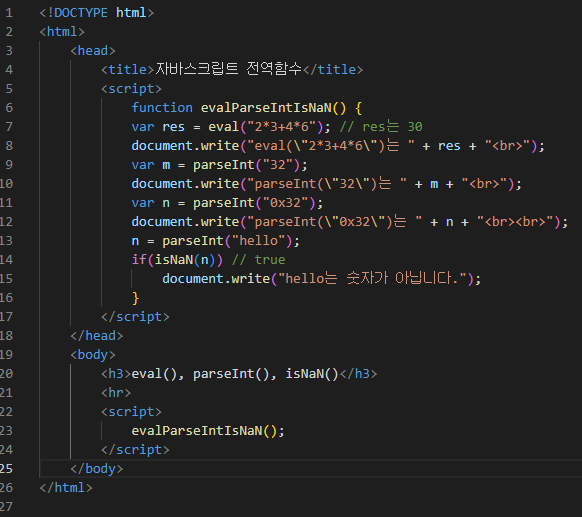 1 <!DOCTYPE html>
2 <html>
3 <head>
4 <title>자바스크립트 전역함수</title>
5 <script>
6 function evalParseIntIsNaN() {
7 var res = eval("2*3+4*6"); // res는 30
8 document.write("eval(\"2*3+4*6\")는 " + res + "<br>");
9 var m = parseInt("32");
10 document.write("parseInt(\"32\")는 " + m + "<br>");
11 var n = parseInt("0x32");
12 document.write("parseInt(\"0x32\")는 " + n + "<br><br>");
13 n = parseInt("hello");
14 if(isNaN(n)) // true
15 document.write("hello는 숫자가 아닙니다.");
16 }
17 </script>
18 </head>
19 <body>
20 <h3>eval(), parseInt(), isNaN()</h3>
21 <hr>
22 <script>
23 evalParseIntIsNaN();
24 </script>
25 </body>
26 </html>
27